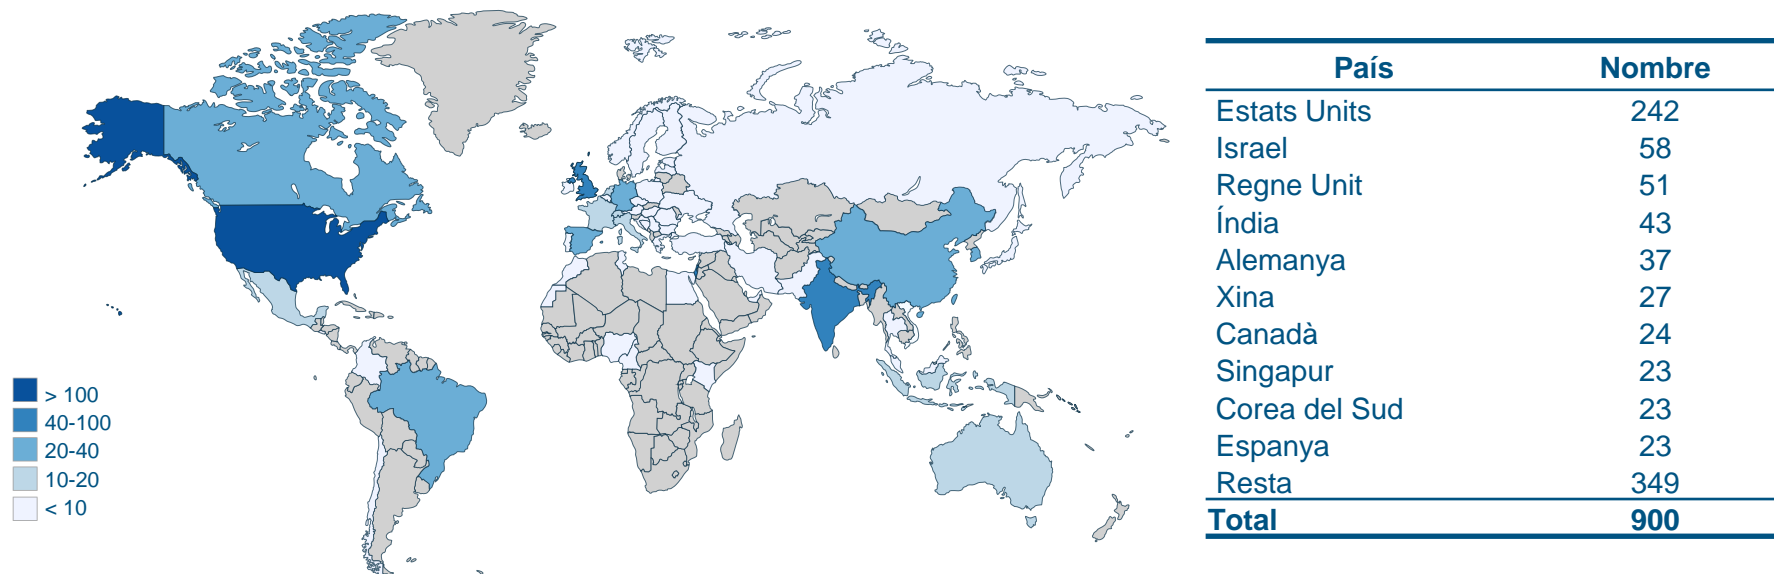 > 100
40-100
20-40
10-20
< 10
País Nombre
Estats Units 242
Israel 58
Regne Unit 51
Índia 43
Alemanya 37
Xina 27
Canadà 24
Singapur 23
Corea del Sud 23
Espanya 23
Resta 349
Total 900